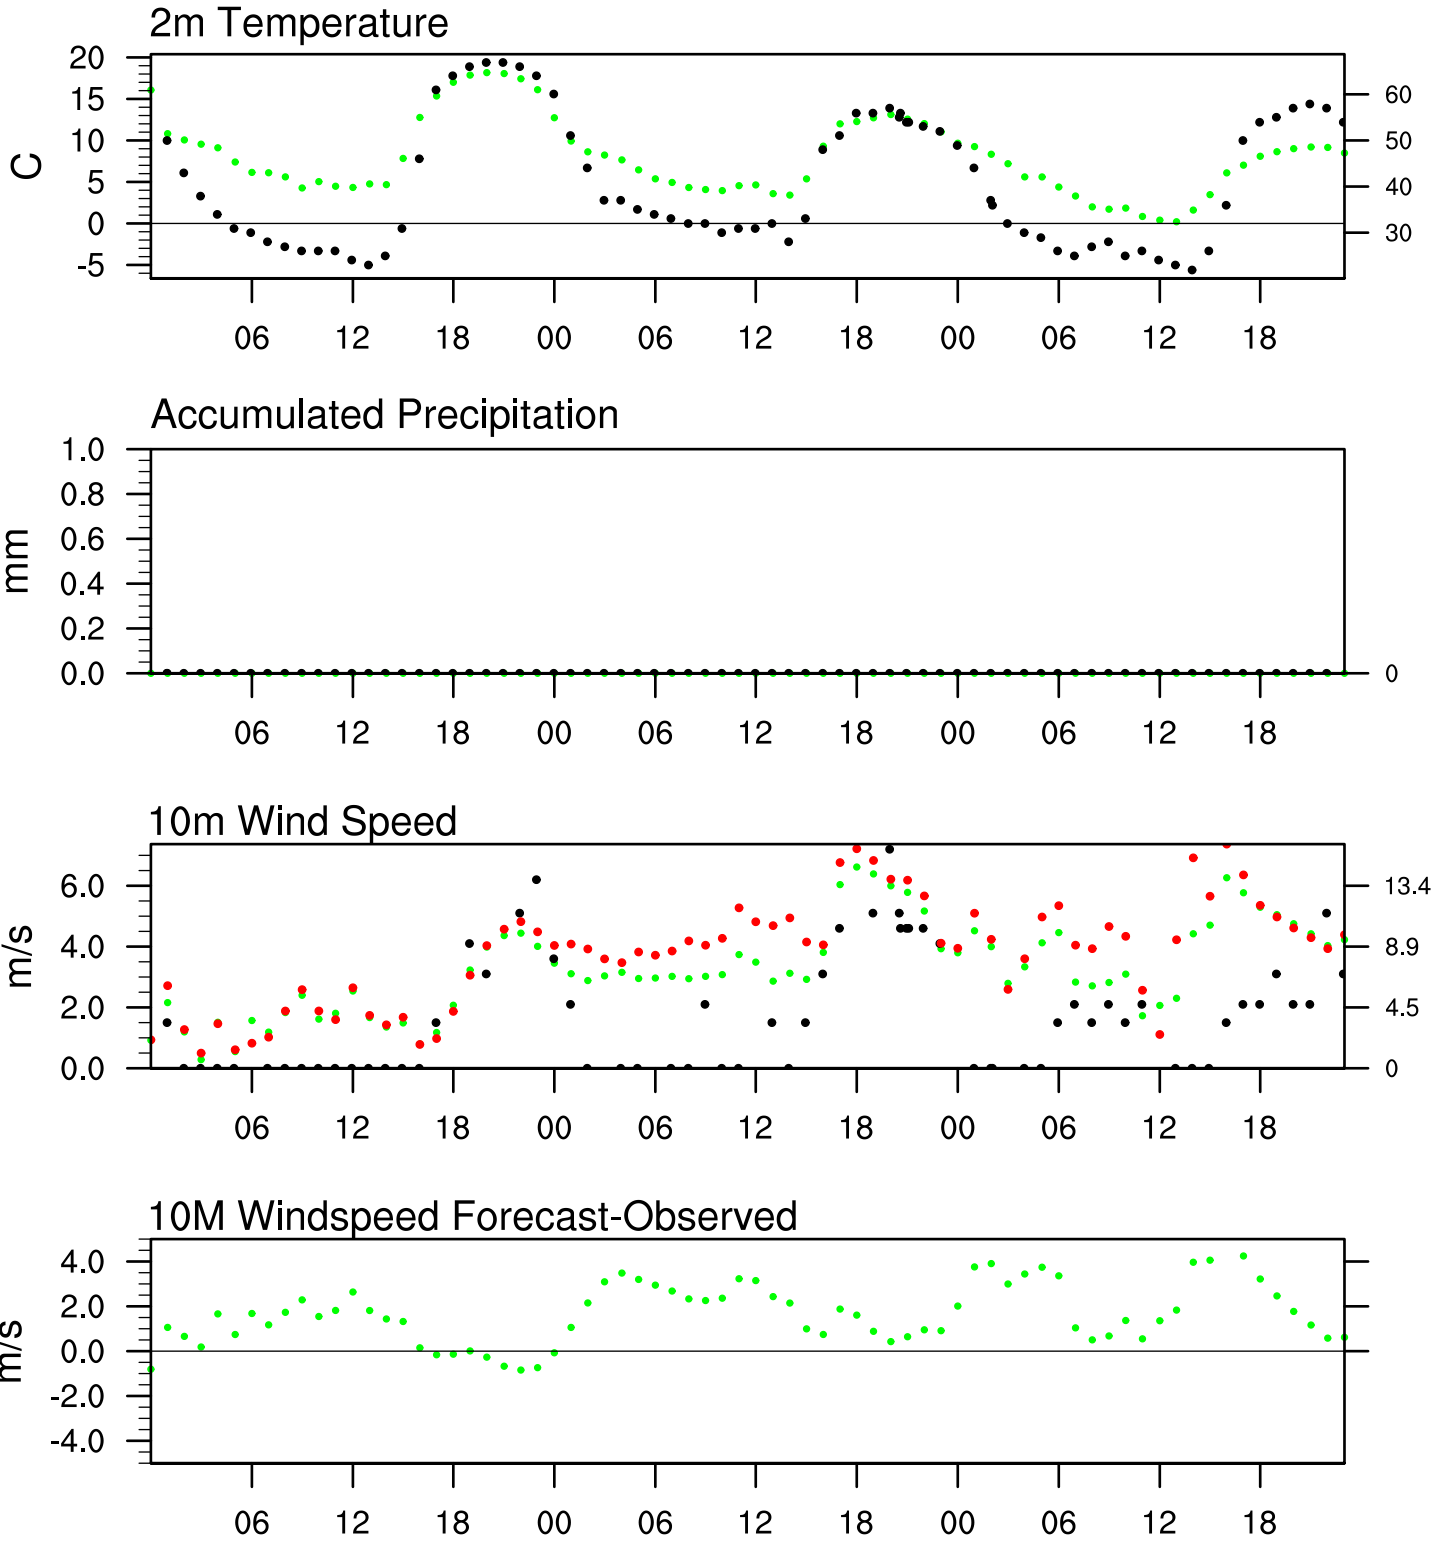 2m Temperature
20
15
10
5
0
-5
C
60
50
40
30
06 12 18 00 06 12 18 00 06 12 18
Accumulated Precipitation
1.0
0.8
0.6
0.4
0.2
0.0
mm
0
06 12 18 00 06 12 18 00 06 12 18
10m Wind Speed
6.0
4.0
2.0
0.0
m/s
13.4
8.9
4.5
0
06 12 18 00 06 12 18 00 06 12 18
10M Windspeed Forecast-Observed
4.0
2.0
0.0
-2.0
-4.0
m/s
06 12 18 00 06 12 18 00 06 12 18